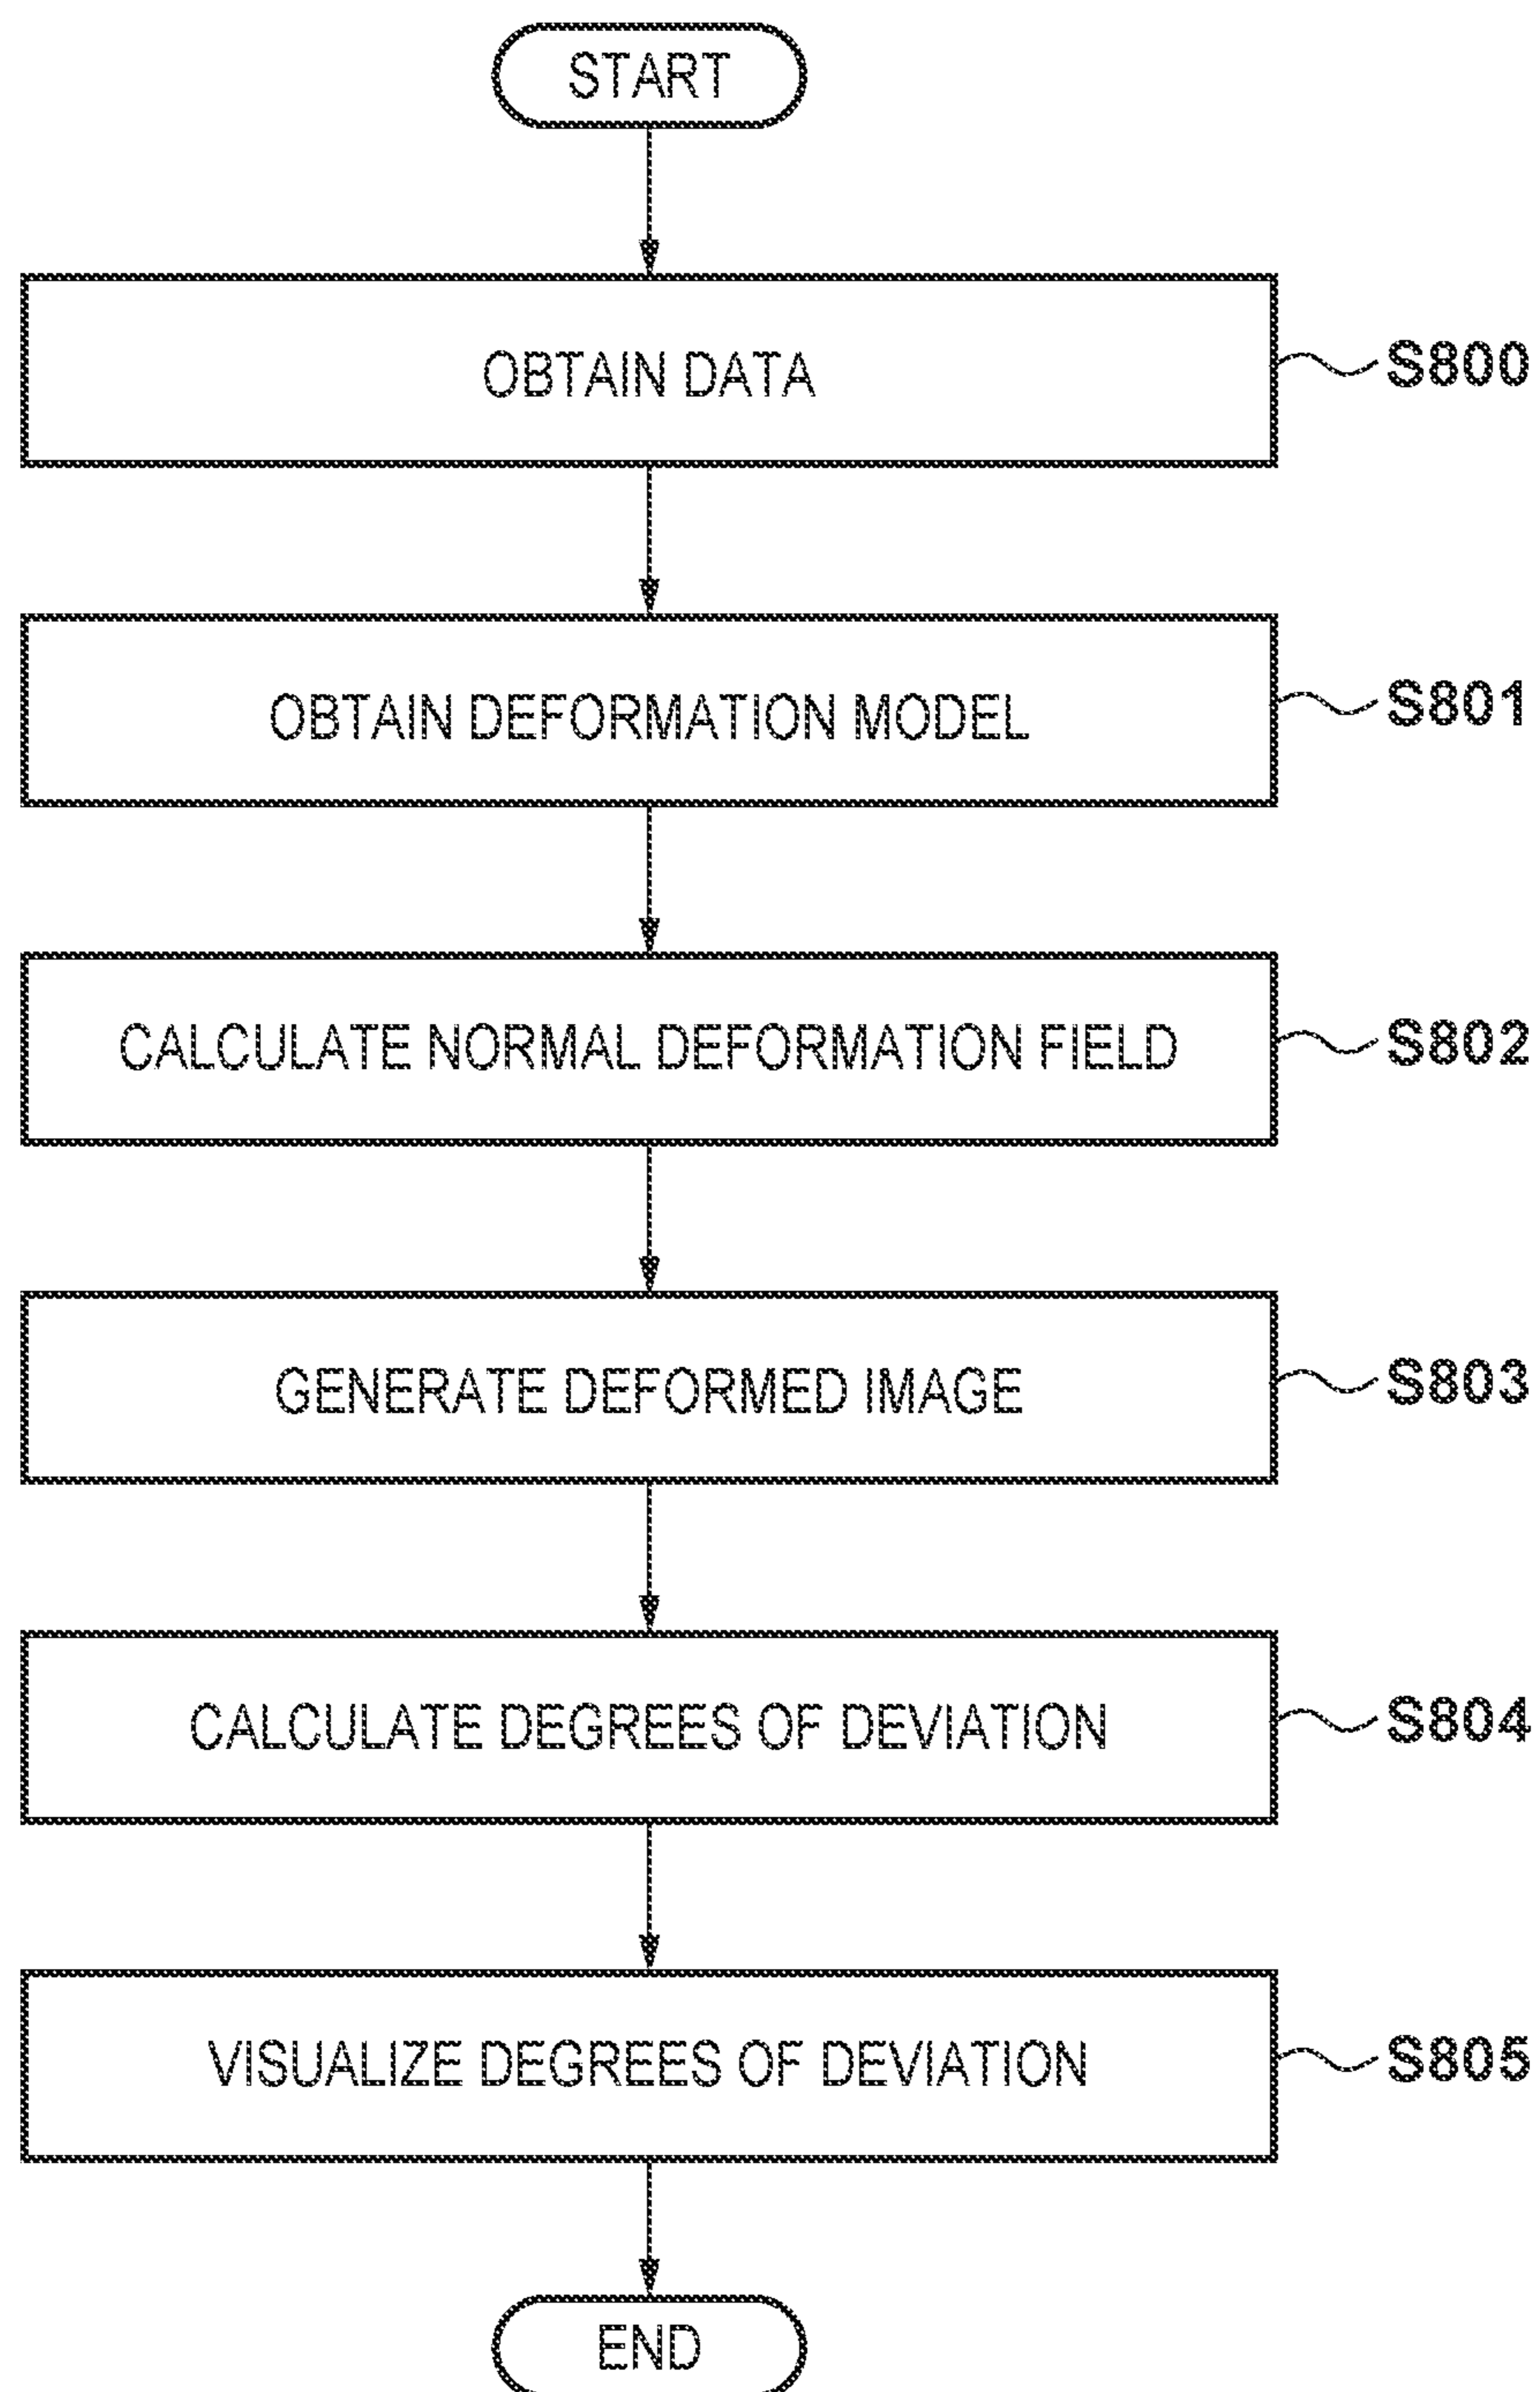 START
OBTAIN DATA
S800
OBTAIN DEFORMATION MODEL
S801
CALCULATE NORMAL DEFORMATION FIELD
S802
GENERATE DEFORMED IMAGE
S803
CALCULATE DEGREES OF DEVIATION
S804
VISUALIZE DEGREES OF DEVIATION
S805
END